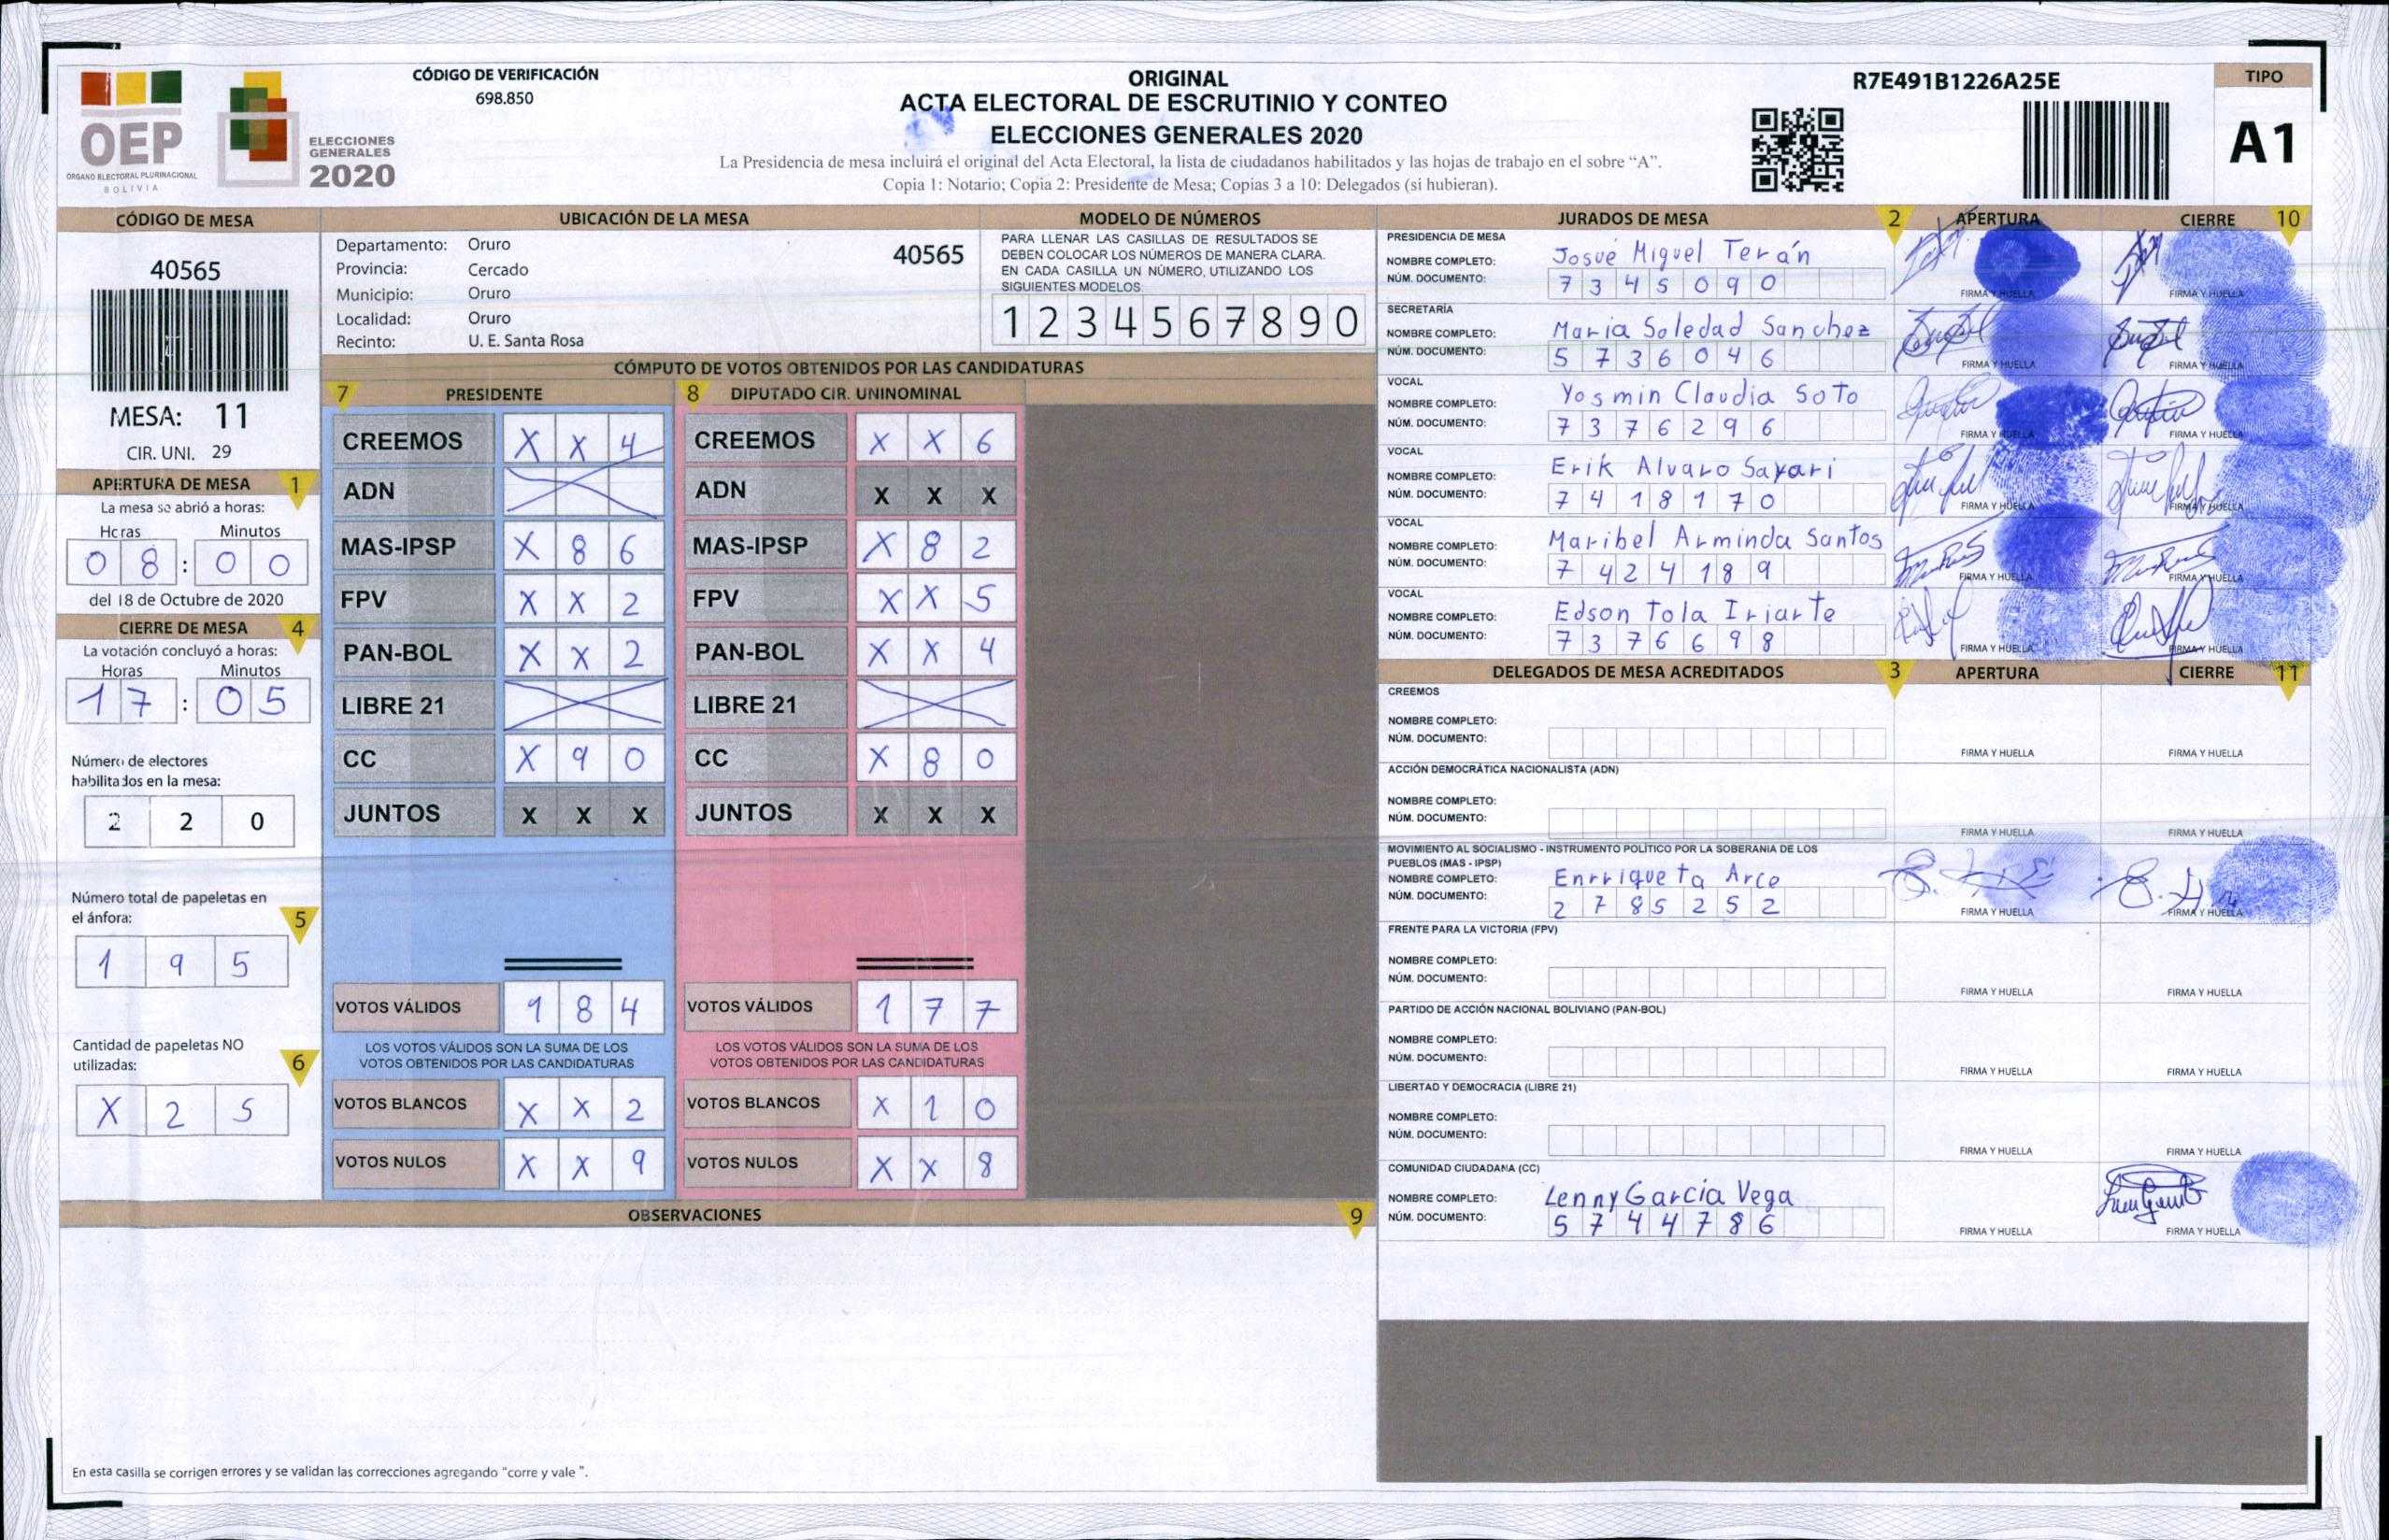 OEP
ÓRGANO ELECTORAL PLURINACIONAL
BOLIVIA
ELECCIONES
GENERALES
2020
CÓDIGO DE VERIFICACIÓN
698.850
ORIGINAL
ACTA ELECTORAL DE ESCRUTINIO Y CONTEO
ELECCIONES GENERALES 2020
La Presidencia de mesa incluirá el original del Acta Electoral, la lista de ciudadanos habilitados y las hojas de trabajo en el sobre “A”.
Copia 1: Notario; Copia 2: Presidente de Mesa; Copias 3 a 10: Delegados (si hubieran).
R7E491B1226A25E
TIPO
A1
CÓDIGO DE MESA
40565
MESA: 11
CIR. UNI. 29
APERTURA DE MESA 1
La mesa se abrió a horas:
Horas Minutos
0 8 : 0 0
del 18 de Octubre de 2020
CIERRE DE MESA 4
La votación concluyó a horas:
Horas Minutos
1 7 : 0 5
Número de electores
habilitados en la mesa:
2 2 0
Número total de papeletas en
el ánfora: 5
1 9 5
Cantidad de papeletas NO
utilizadas: 6
X 2 5
UBICACIÓN DE LA MESA
Departamento: Oruro 40565
Provincia: Cercado
Municipio: Oruro
Localidad: Oruro
Recinto: U. E. Santa Rosa
MODELO DE NÚMEROS
PARA LLENAR LAS CASILLAS DE RESULTADOS SE
DEBEN COLOCAR LOS NÚMEROS DE MANERA CLARA.
EN CADA CASILLA UN NÚMERO, UTILIZANDO LOS
SIGUIENTES MODELOS
1 2 3 4 5 6 7 8 9 0
CÓMPUTO DE VOTOS OBTENIDOS POR LAS CANDIDATURAS
7 PRESIDENTE
CREEMOS X X 4
ADN
MAS-IPSP X 8 6
FPV X X 2
PAN-BOL X X 2
LIBRE 21
CC X 9 0
JUNTOS X X X
VOTOS VÁLIDOS 1 8 4
LOS VOTOS VÁLIDOS SON LA SUMA DE LOS
VOTOS OBTENIDOS POR LAS CANDIDATURAS
VOTOS BLANCOS X X 2
VOTOS NULOS X X 9
8 DIPUTADO CIR. UNINOMINAL
CREEMOS X X 6
ADN X X X
MAS-IPSP X 8 2
FPV X X 5
PAN-BOL X X 4
LIBRE 21
CC X 8 0
JUNTOS X X X
VOTOS VÁLIDOS 1 7 7
LOS VOTOS VÁLIDOS SON LA SUMA DE LOS
VOTOS OBTENIDOS POR LAS CANDIDATURAS
VOTOS BLANCOS X 1 0
VOTOS NULOS X X 8
OBSERVACIONES 9
En esta casilla se corrigen errores y se validan las correcciones agregando “corre y vale”.
JURADOS DE MESA 2 APERTURA CIERRE 10
PRESIDENCIA DE MESA
NOMBRE COMPLETO: Josué Miguel Terán
NÚM. DOCUMENTO: 7 3 4 5 0 9 0
FIRMA Y HUELLA FIRMA Y HUELLA
SECRETARÍA
NOMBRE COMPLETO: Maria Soledad Sanchez
NÚM. DOCUMENTO: 5 7 3 6 0 4 6
FIRMA Y HUELLA FIRMA Y HUELLA
VOCAL
NOMBRE COMPLETO: Yosmin Claudia Soto
NÚM. DOCUMENTO: 7 3 7 6 2 9 6
FIRMA Y HUELLA FIRMA Y HUELLA
VOCAL
NOMBRE COMPLETO: Erik Alvaro Sayari
NÚM. DOCUMENTO: 7 4 1 8 1 7 0
FIRMA Y HUELLA FIRMA Y HUELLA
VOCAL
NOMBRE COMPLETO: Maribel Arminda Santos
NÚM. DOCUMENTO: 7 4 2 4 1 8 9
FIRMA Y HUELLA FIRMA Y HUELLA
VOCAL
NOMBRE COMPLETO: Edson Tola Iriarte
NÚM. DOCUMENTO: 7 3 7 6 6 9 8
FIRMA Y HUELLA FIRMA Y HUELLA
DELEGADOS DE MESA ACREDITADOS 3 APERTURA CIERRE 11
CREEMOS
NOMBRE COMPLETO:
NÚM. DOCUMENTO:
FIRMA Y HUELLA FIRMA Y HUELLA
ACCIÓN DEMOCRÁTICA NACIONALISTA (ADN)
NOMBRE COMPLETO:
NÚM. DOCUMENTO:
FIRMA Y HUELLA FIRMA Y HUELLA
MOVIMIENTO AL SOCIALISMO - INSTRUMENTO POLÍTICO POR LA SOBERANIA DE LOS
PUEBLOS (MAS - IPSP)
NOMBRE COMPLETO: Enrriqueta Arce
NÚM. DOCUMENTO: 2 7 8 5 2 5 2
FIRMA Y HUELLA FIRMA Y HUELLA
FRENTE PARA LA VICTORIA (FPV)
NOMBRE COMPLETO:
NÚM. DOCUMENTO:
FIRMA Y HUELLA FIRMA Y HUELLA
PARTIDO DE ACCIÓN NACIONAL BOLIVIANO (PAN-BOL)
NOMBRE COMPLETO:
NÚM. DOCUMENTO:
FIRMA Y HUELLA FIRMA Y HUELLA
LIBERTAD Y DEMOCRACIA (LIBRE 21)
NOMBRE COMPLETO:
NÚM. DOCUMENTO:
FIRMA Y HUELLA FIRMA Y HUELLA
COMUNIDAD CIUDADANA (CC)
NOMBRE COMPLETO: Lenny Garcia Vega
NÚM. DOCUMENTO: 5 7 4 4 7 8 6
FIRMA Y HUELLA FIRMA Y HUELLA